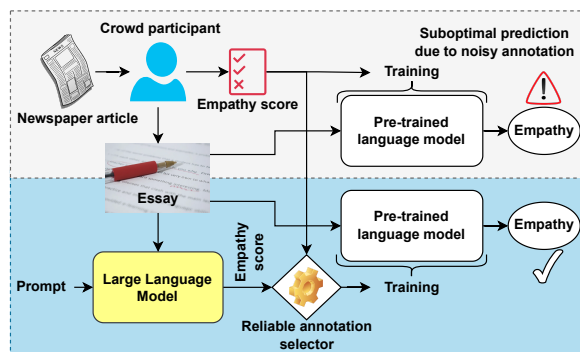 Crowd participant
Suboptimal prediction
due to noisy annotation
NEWS
Newspaper article
Empathy score
Training
Pre-trained
language model
Empathy
Essay
Pre-trained
language model
Empathy
Empathy
score
Prompt
Large Language
Model
Training
Reliable annotation
selector